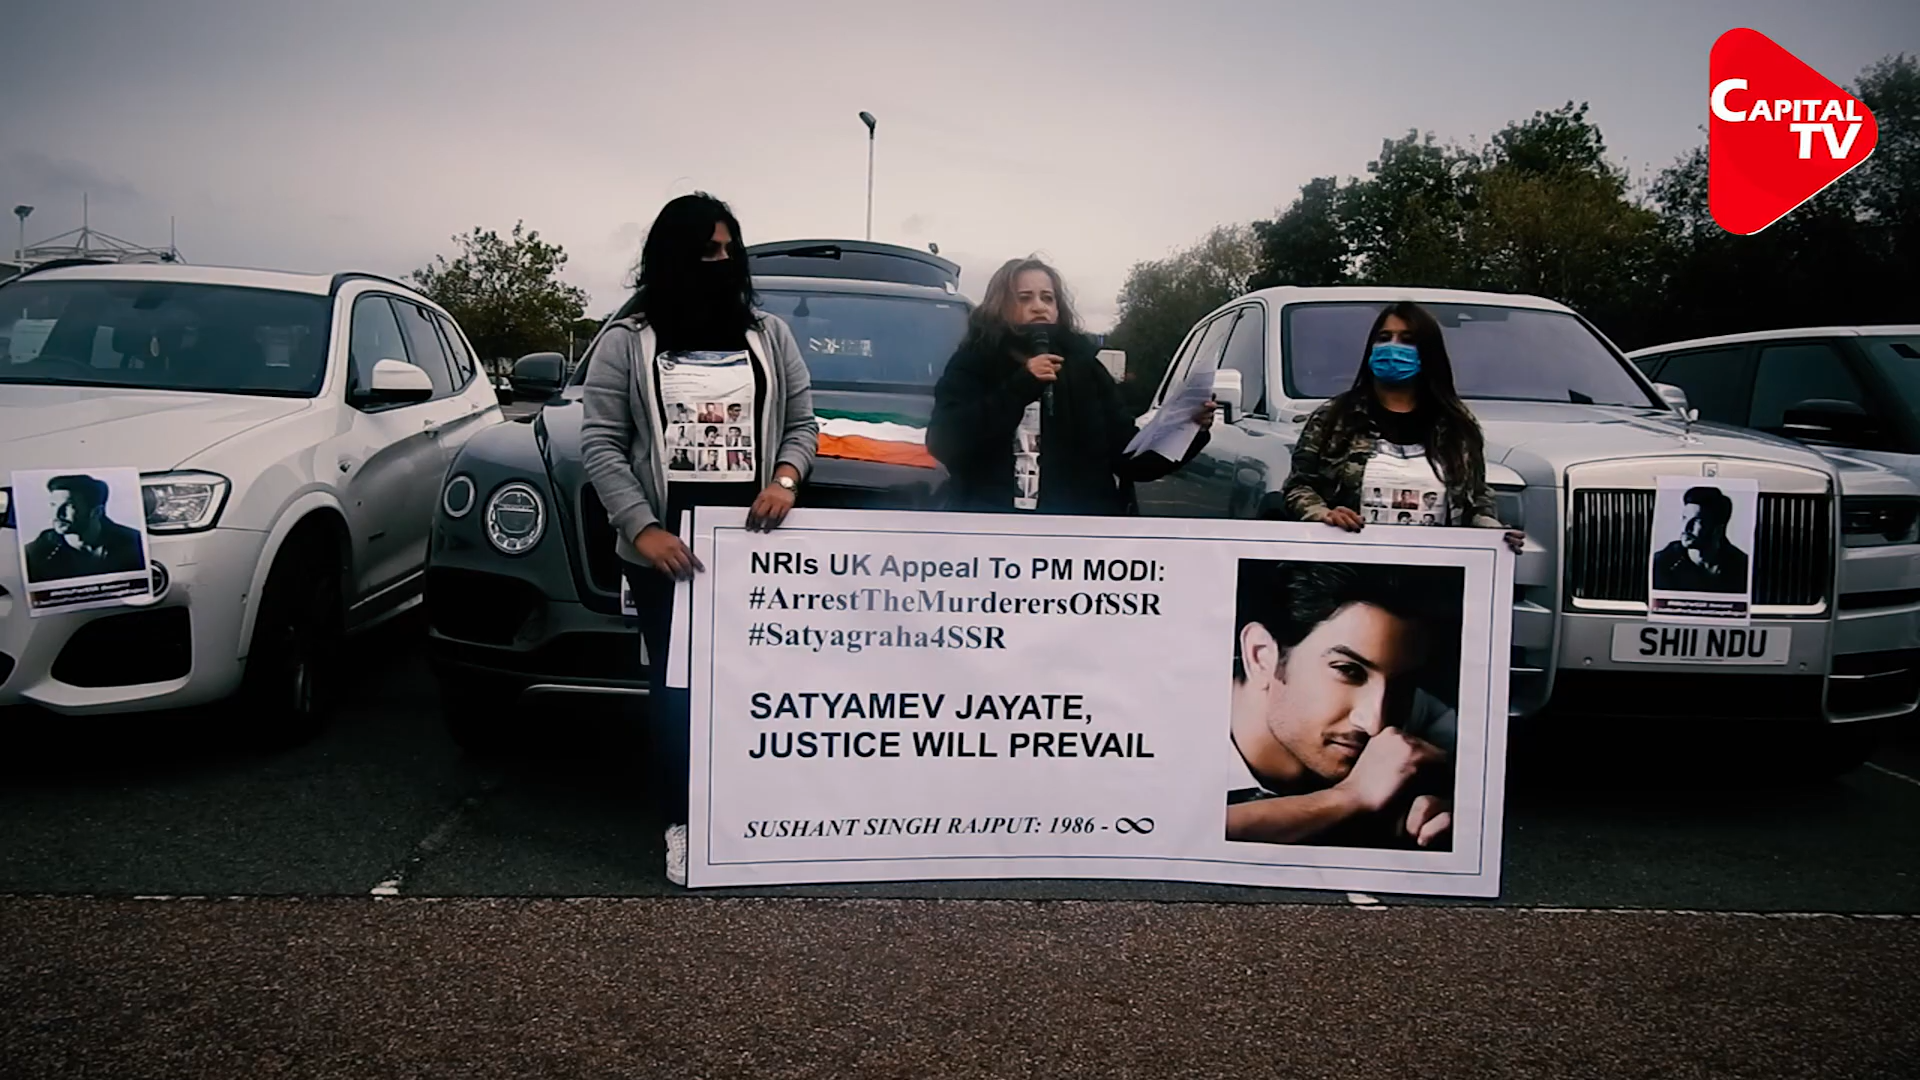 CAPITAL
TV
NRIs UK Appeal To PM MODI:
#ArrestTheMurderersOfSSR
#Satyagraha4SSR
SATYAMEV JAYATE,
JUSTICE WILL PREVAIL
SUSHANT SINGH RAJPUT: 1986 - ∞
SH11 NDU